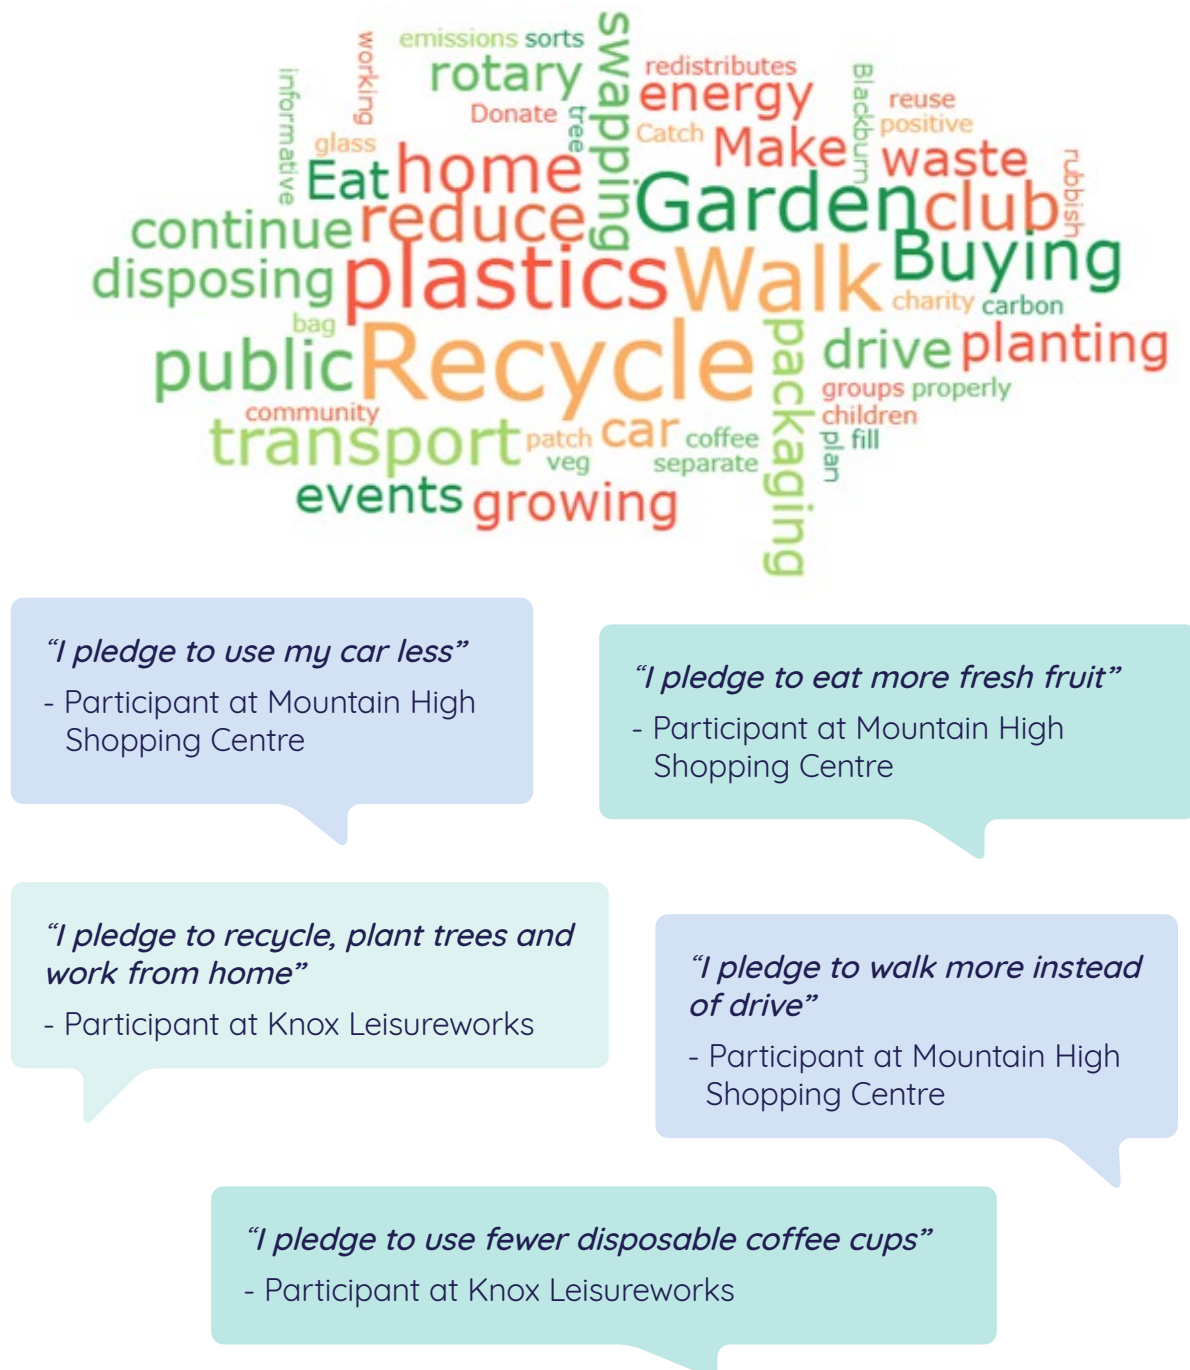 emissions sorts
working
swapping
rotary
redistributes
Blackburn
informative
energy
reuse
Donate
tree
Catch
positive
glass
Make
waste
rubbish
Eat home
Garden club
continue reduce
Buying
disposing plastics Walk
charity carbon
bag
packaging
public Recycle
drive planting
groups properly
community
children
transport patch car coffee
plan fill
veg
separate
events growing
“I pledge to use my car less”
- Participant at Mountain High
Shopping Centre
“I pledge to eat more fresh fruit”
- Participant at Mountain High
Shopping Centre
“I pledge to recycle, plant trees and
work from home”
- Participant at Knox Leisureworks
“I pledge to walk more instead
of drive”
- Participant at Mountain High
Shopping Centre
“I pledge to use fewer disposable coffee cups”
- Participant at Knox Leisureworks